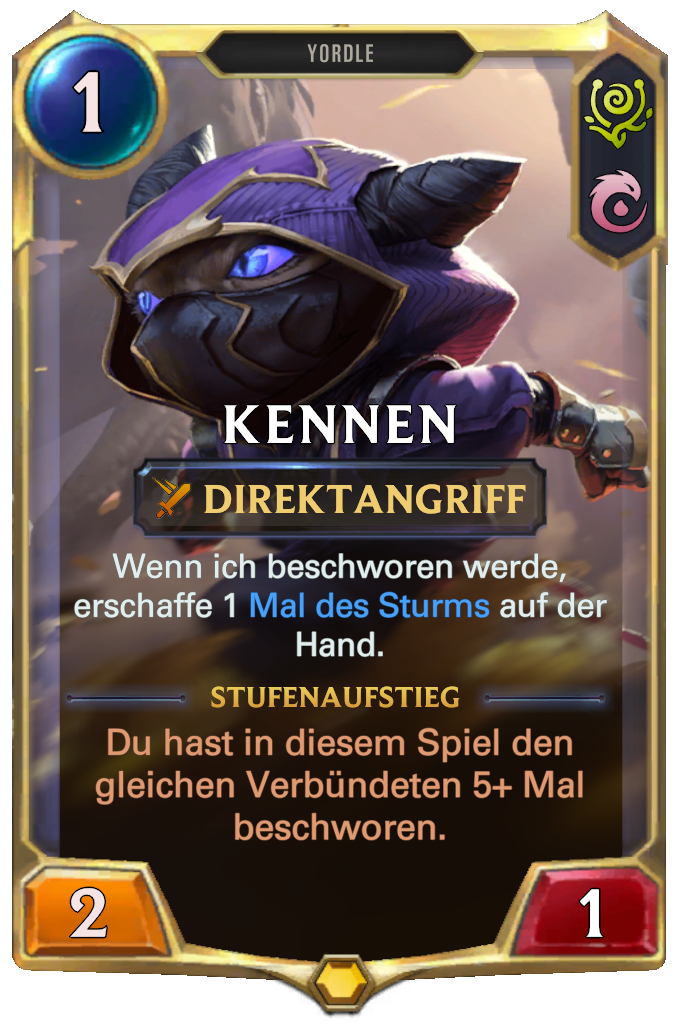 1
YORDLE
KENNEN
DIREKTANGRIFF
Wenn ich beschworen werde,
erschaffe 1 Mal des Sturms auf der
Hand.
STUFENAUFSTIEG
Du hast in diesem Spiel den
gleichen Verbündeten 5+ Mal
beschworen.
2
1